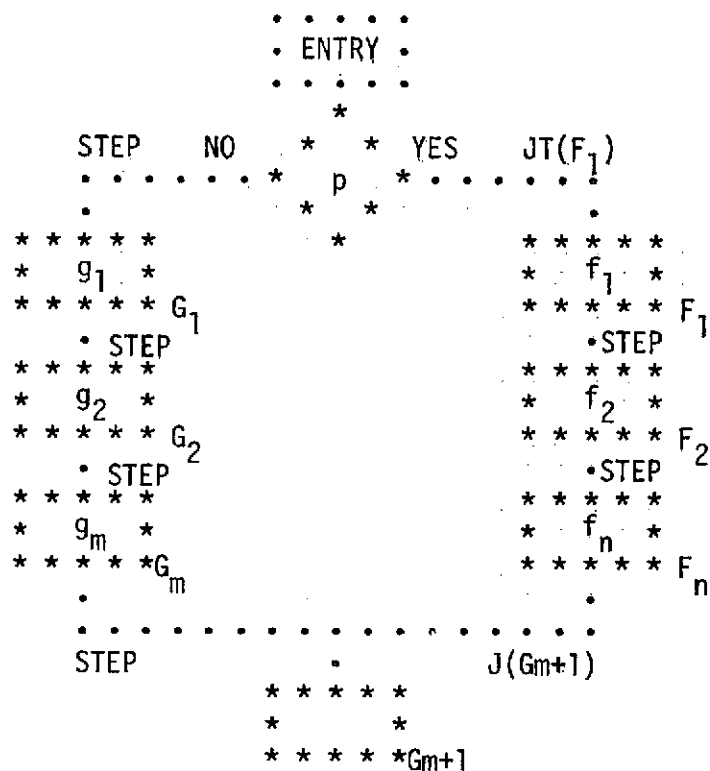 ENTRY
STEP NO YES JT(F₁)
p
g₁ f₁
G₁ F₁
STEP STEP
g₂ f₂
G₂ F₂
STEP STEP
gₘ fₙ
Gₘ Fₙ
STEP J(Gm+1)
Gm+1